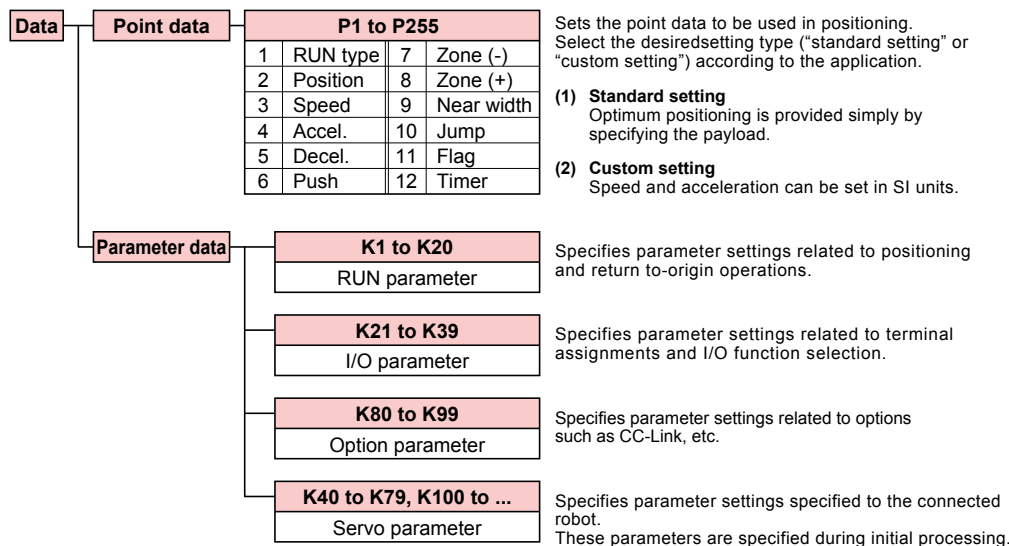 Data
Point data
P1 to P255
1 RUN type 7 Zone (-)
2 Position 8 Zone (+)
3 Speed 9 Near width
4 Accel. 10 Jump
5 Decel. 11 Flag
6 Push 12 Timer
Sets the point data to be used in positioning.
Select the desiredsetting type (“standard setting” or
“custom setting”) according to the application.
(1) Standard setting
Optimum positioning is provided simply by
specifying the payload.
(2) Custom setting
Speed and acceleration can be set in SI units.
Parameter data
K1 to K20
RUN parameter
Specifies parameter settings related to positioning
and return to-origin operations.
K21 to K39
I/O parameter
Specifies parameter settings related to terminal
assignments and I/O function selection.
K80 to K99
Option parameter
Specifies parameter settings related to options
such as CC-Link, etc.
K40 to K79, K100 to ...
Servo parameter
Specifies parameter settings specified to the connected
robot.
These parameters are specified during initial processing.